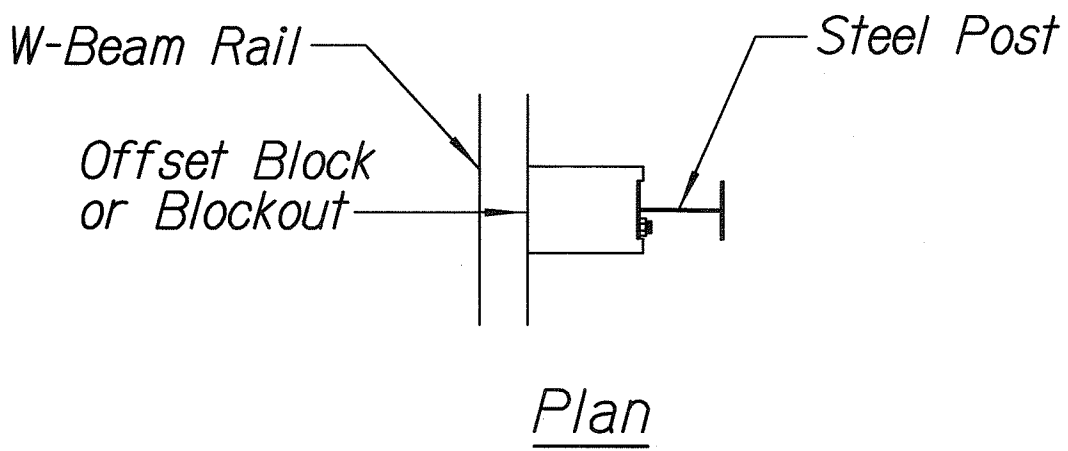 W-Beam Rail
Steel Post
Offset Block
or Blockout
Plan